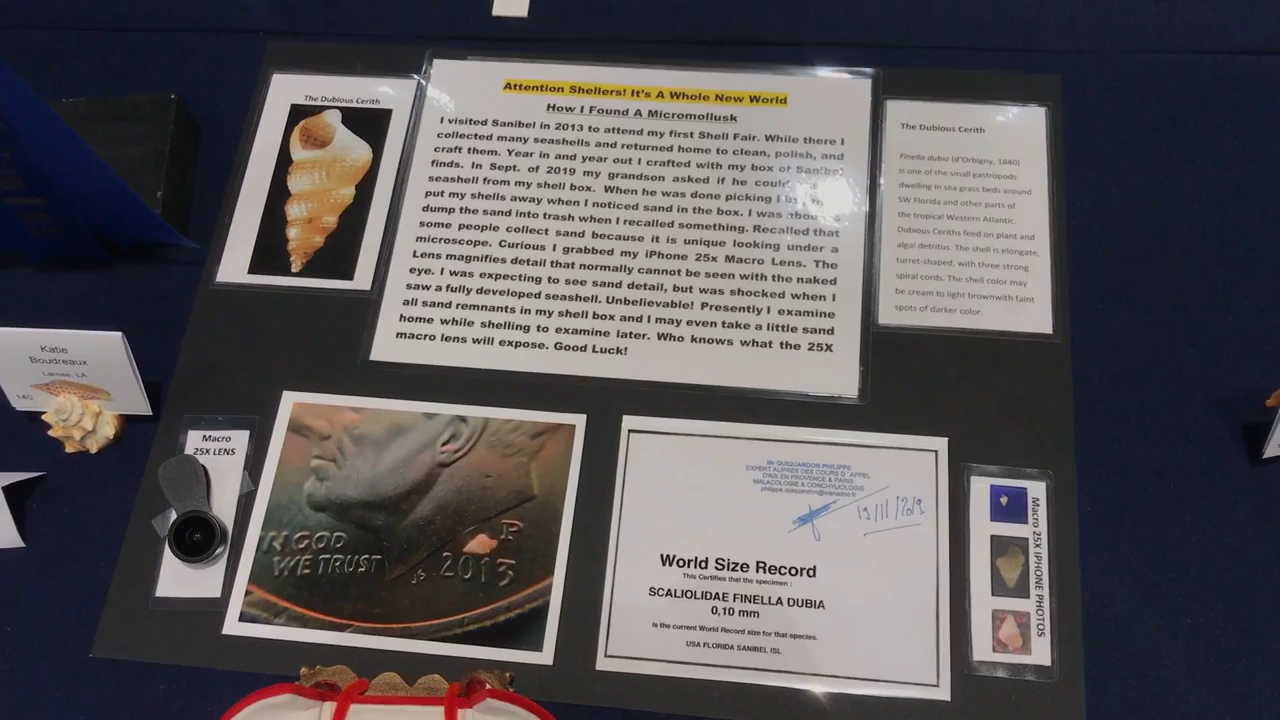 The Dubious Cerith
Attention Shellers! It's A Whole New World
How I Found A Micromollusk
I visited Sanibel in 2013 to attend my first Shell Fair. While there I
collected many seashells and returned home to clean, polish, and
craft them. Year in and year out I crafted with my box of Sanibel
finds. In Sept. of 2019 my grandson asked if he could
seashell from my shell box. When he was done picking I
put my shells away when I noticed sand in the box. I was about to
dump the sand into trash when I recalled something. Recalled that
some people collect sand because it is unique looking under a
microscope. Curious I grabbed my iPhone 25x Macro Lens. The
Lens magnifies detail that normally cannot be seen with the naked
eye. I was expecting to see sand detail, but was shocked when I
saw a fully developed seashell. Unbelievable! Presently I examine
all sand remnants in my shell box and I may even take a little sand
home while shelling to examine later. Who knows what the 25X
macro lens will expose. Good Luck!
The Dubious Cerith
Finella dubia (d'Orbigny, 1840)
is one of the small gastropods
dwelling in sea grass beds around
SW Florida and other parts of
the tropical Western Atlantic.
Dubious Ceriths feed on plant and
algal detritus. The shell is elongate,
turret-shaped, with three strong
spiral cords. The shell color may
be cream to light brownwith faint
spots of darker color.
Katie
Boudreaux
Larose, LA
140
Macro
25X LENS
IN GOD
WE TRUST
P
2013
Mr QUIQUANDON PHILIPPE
EXPERT AUPRES DES COURS D'APPEL
D'AIX EN PROVENCE & PARIS
MALACOLOGIE & CONCHYLIOLOGIE
philippe.quiquandon@wanadoo.fr
19/11/2019
World Size Record
This Certifies that the specimen :
SCALIOLIDAE FINELLA DUBIA
0,10 mm
Is the current World Record size for that species.
USA FLORIDA SANIBEL ISL
Macro 25X IPHONE PHOTOS